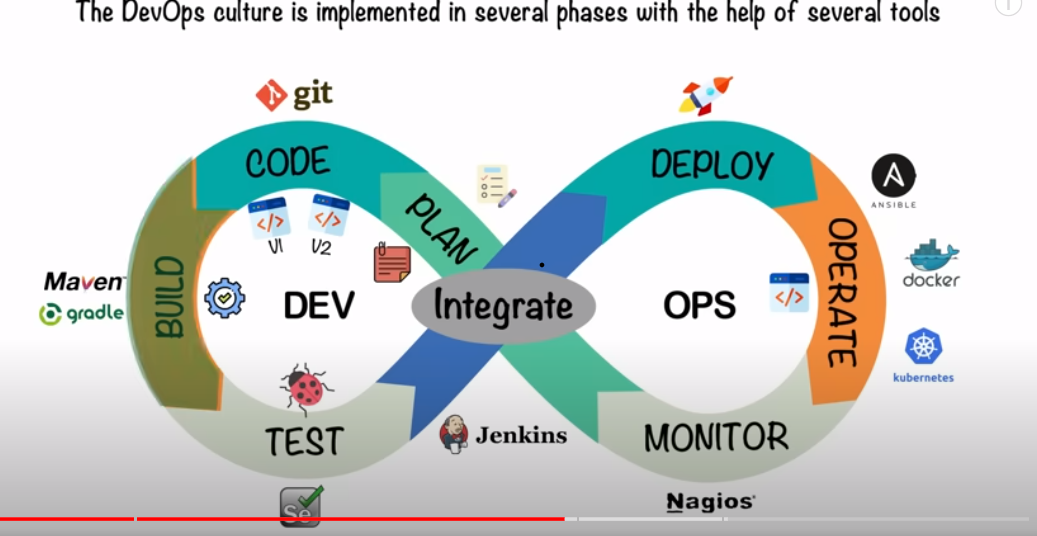 The DevOps culture is implemented in several phases with the help of several tools
git
CODE
DEPLOY
PLAN
ANSIBLE
V1 V2
BUILD
OPERATE
Maven
gradle
DEV
Integrate
OPS
docker
kubernetes
TEST
Jenkins
MONITOR
Se
Nagios